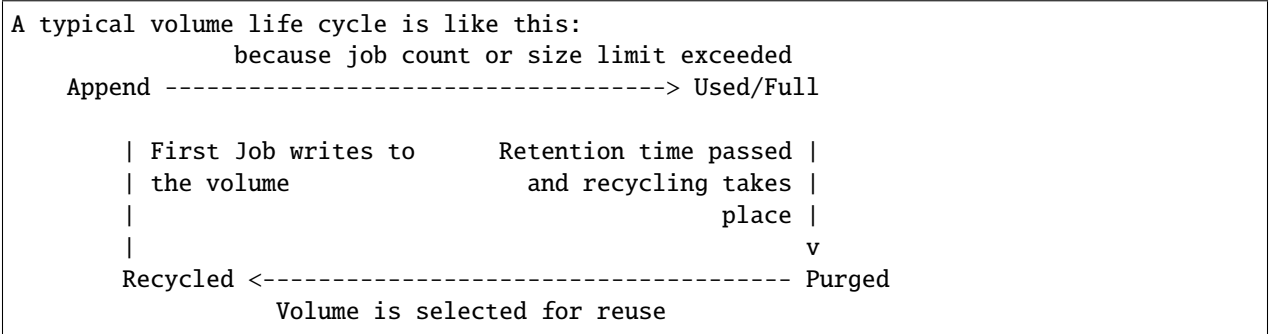 A typical volume life cycle is like this:
                because job count or size limit exceeded
    Append ------------------------------------> Used/Full

        | First Job writes to      Retention time passed |
        | the volume                 and recycling takes |
        |                                          place |
        |                                                v
        Recycled <-------------------------------------- Purged
                   Volume is selected for reuse